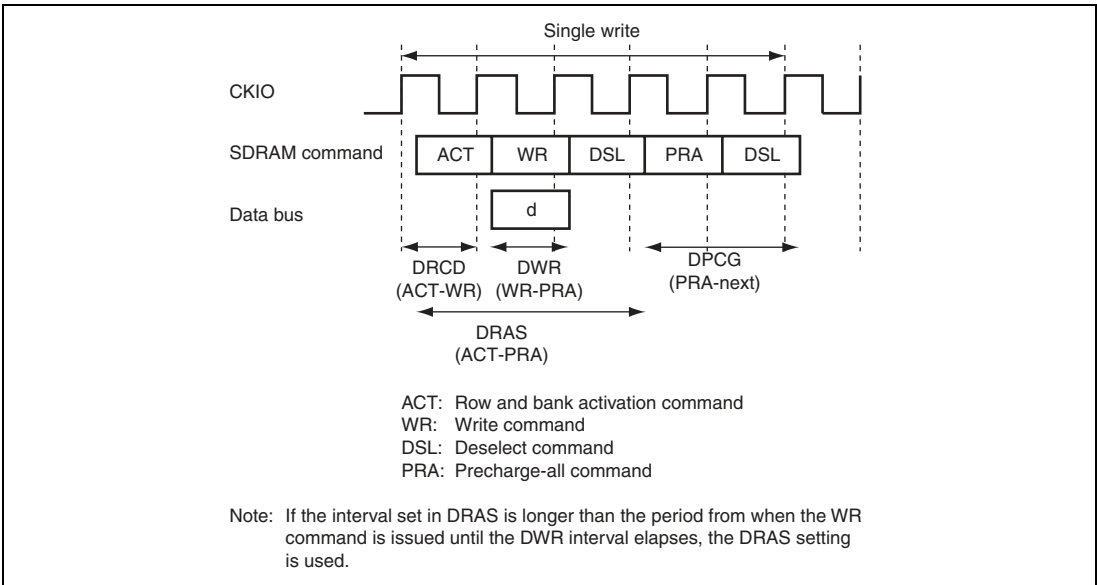 Single write
CKIO
SDRAM command ACT WR DSL PRA DSL
Data bus d
DRCD DWR DPCG
(ACT-WR) (WR-PRA) (PRA-next)
DRAS
(ACT-PRA)
ACT: Row and bank activation command
WR: Write command
DSL: Deselect command
PRA: Precharge-all command
Note: If the interval set in DRAS is longer than the period from when the WR
command is issued until the DWR interval elapses, the DRAS setting
is used.